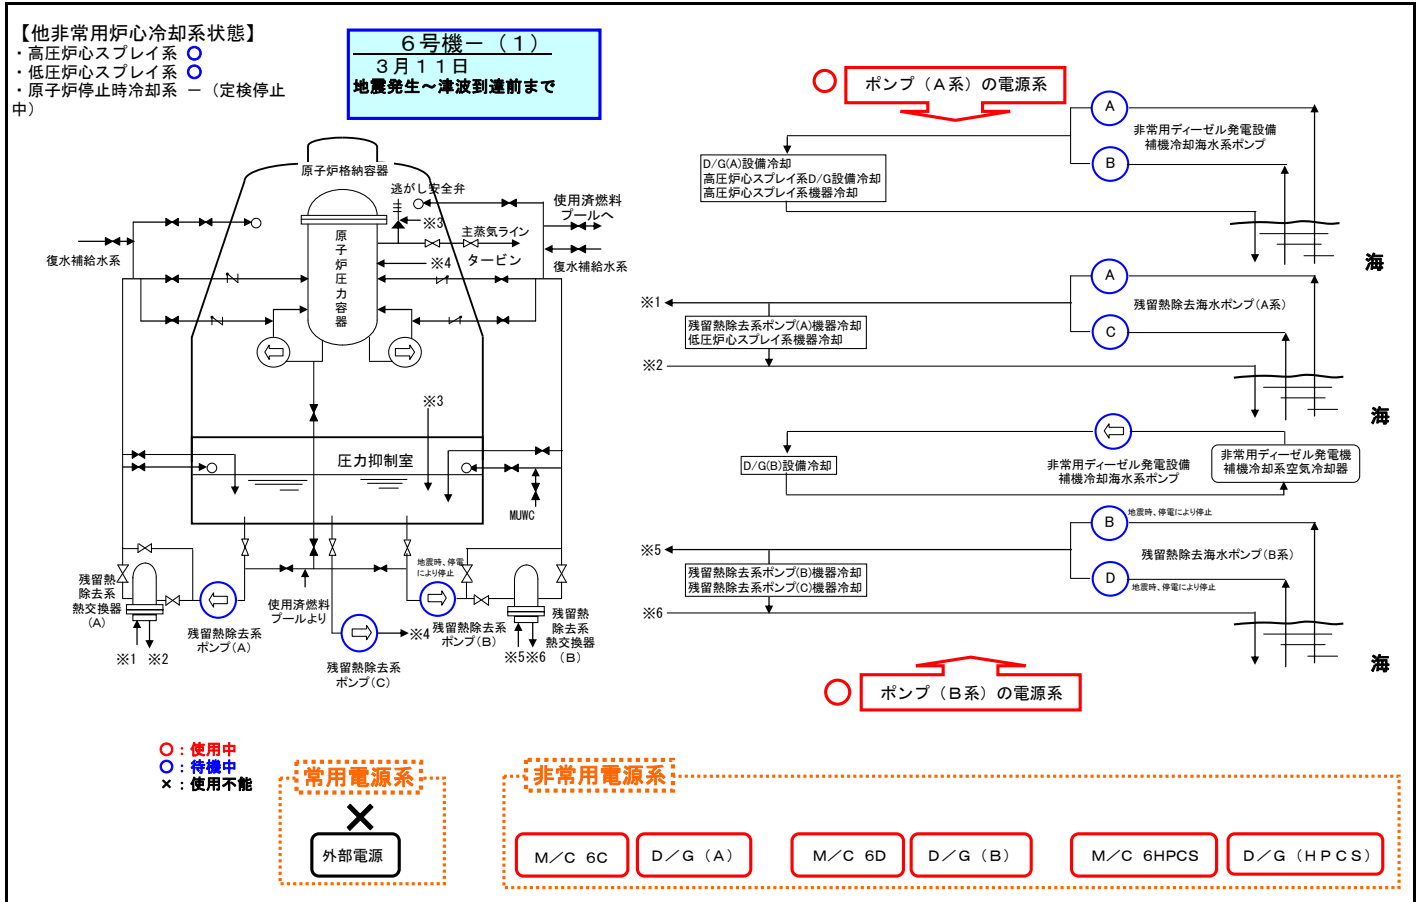 【他非常用炉心冷却系状態】
・高圧炉心スプレイ系 ○
・低圧炉心スプレイ系 ○
・原子炉停止時冷却系 － (定検停止
中)
６号機－（１）
３月１１日
地震発生～津波到達前まで
原子炉格納容器
逃がし安全弁
※3
使用済燃料
プールへ
主蒸気ライン
タービン
※4
復水補給水系
復水補給水系
原子炉圧力容器
※3
圧力抑制室
MUWC
残留熱
除去系
熱交換器
(A)
※1
※2
残留熱除去系
ポンプ(A)
使用済燃料
プールより
残留熱除去系
ポンプ(C)
※4
地震時、停電
により停止
残留熱除去系
ポンプ(B)
※5
※6
残留熱
除去系
熱交換器
(B)
○ ポンプ（Ａ系）の電源系
A
B
非常用ディーゼル発電設備
補機冷却海水系ポンプ
D/G(A)設備冷却
高圧炉心スプレイ系D/G設備冷却
高圧炉心スプレイ系機器冷却
海
A
C
残留熱除去海水ポンプ(A系)
※1
残留熱除去系ポンプ(A)機器冷却
低圧炉心スプレイ系機器冷却
※2
海
D/G(B)設備冷却
非常用ディーゼル発電設備
補機冷却海水系ポンプ
非常用ディーゼル発電機
補機冷却系空気冷却器
B
地震時、停電により停止
残留熱除去海水ポンプ(B系)
D
地震時、停電により停止
※5
残留熱除去系ポンプ(B)機器冷却
残留熱除去系ポンプ(C)機器冷却
※6
海
○ ポンプ（Ｂ系）の電源系
○：使用中
○：待機中
×：使用不能
常用電源系
×
外部電源
非常用電源系
Ｍ／Ｃ 6C
Ｄ／Ｇ（Ａ）
Ｍ／Ｃ 6D
Ｄ／Ｇ（Ｂ）
Ｍ／Ｃ 6HPCS
Ｄ／Ｇ（ＨＰＣＳ）